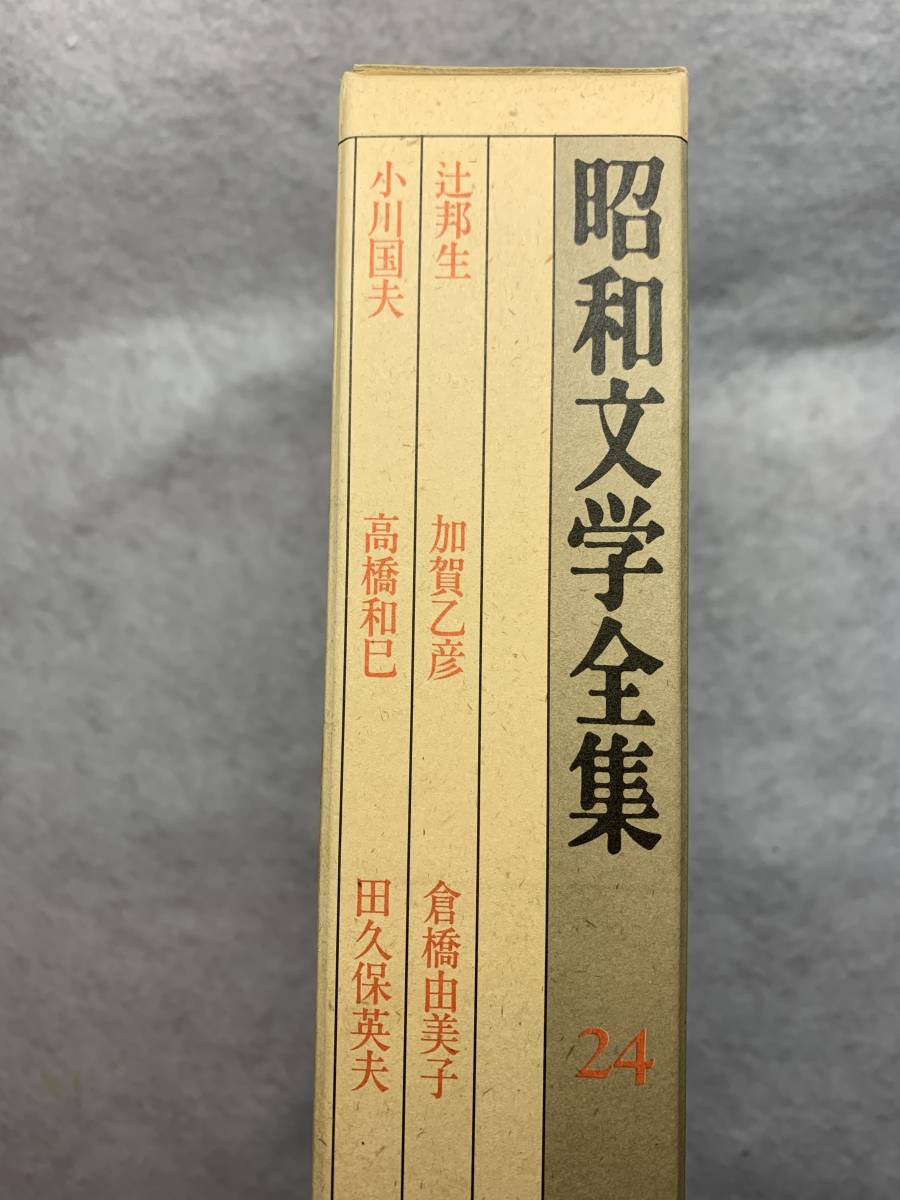 昭和文学全集
24
辻邦生
加賀乙彦
倉橋由美子
小川国夫
高橋和巳
田久保英夫